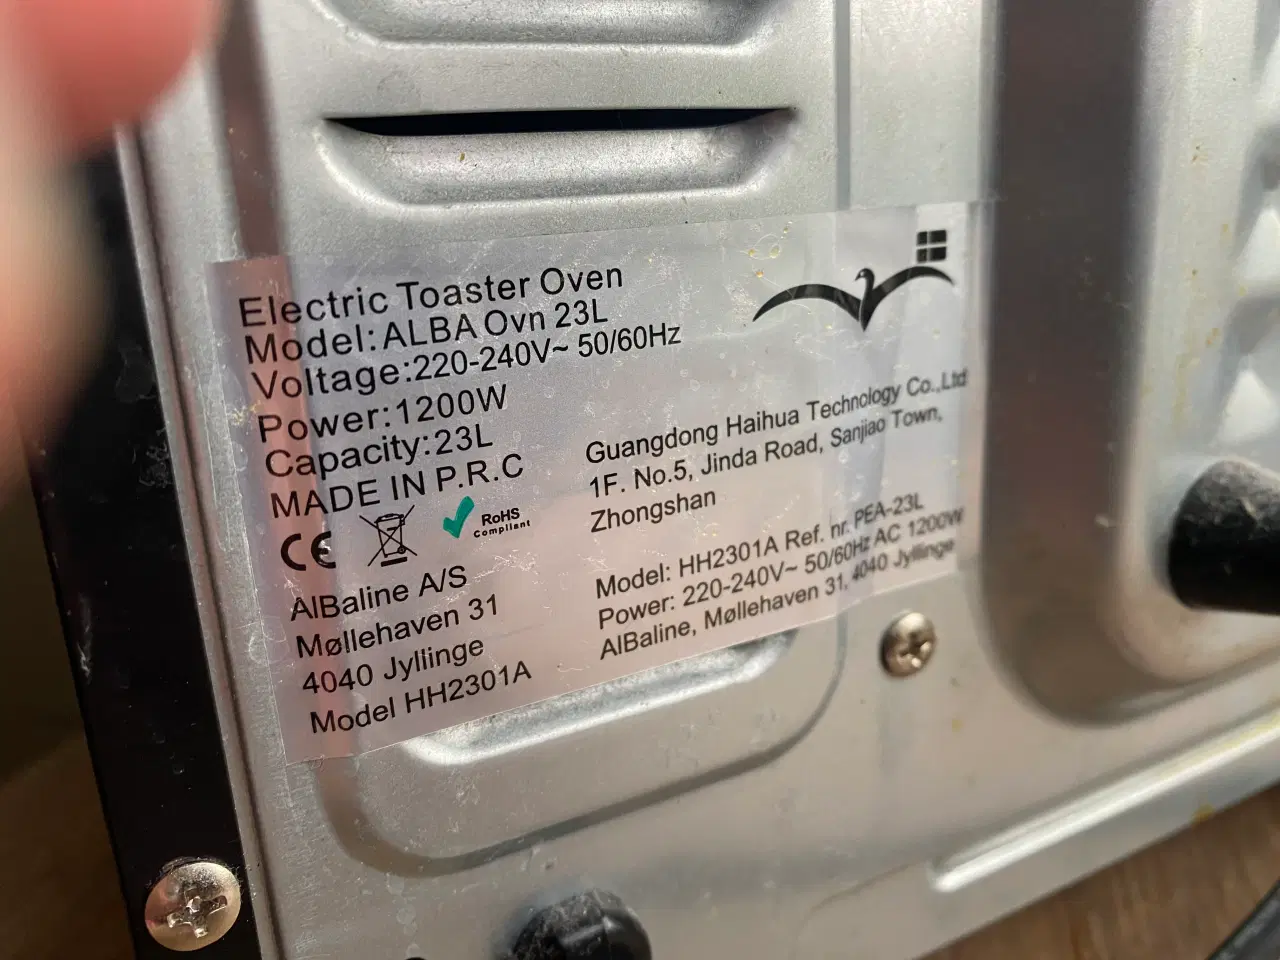 Electric Toaster Oven
Model:ALBA Ovn 23L
Voltage:220-240V~ 50/60Hz
Power:1200W
Capacity:23L
MADE IN P.R.C
CE
RoHS
Compliant
AlBaline A/S
Møllehaven 31
4040 Jyllinge
Model HH2301A
Guangdong Haihua Technology Co.,Ltd
1F. No.5, Jinda Road, Sanjiao Town,
Zhongshan
Model: HH2301A Ref. nr. PEA-23L
Power: 220-240V~ 50/60Hz AC 1200W
AlBaline, Møllehaven 31, 4040 Jyllinge